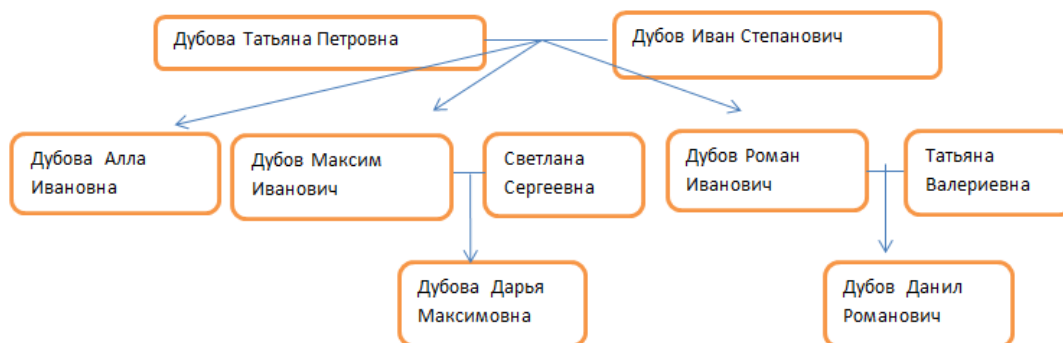 Дубова Татьяна Петровна
Дубов Иван Степанович
Дубова Алла
Ивановна
Дубов Максим
Иванович
Светлана
Сергеевна
Дубов Роман
Иванович
Татьяна
Валериевна
Дубова Дарья
Максимовна
Дубов Данил
Романович